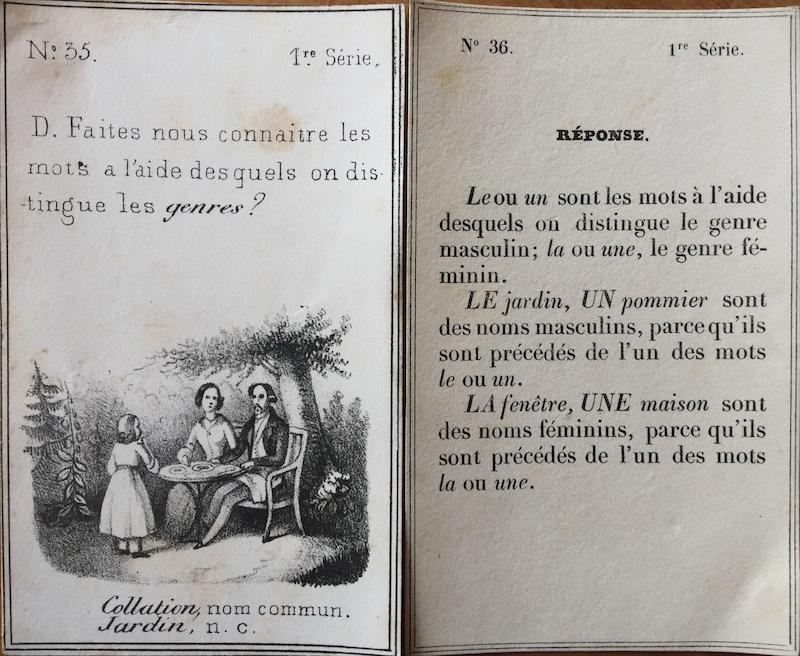 Nº 35. 1re Série.
D. Faites nous connaitre les
mots a l'aide desquels on dis-
-tingue les genres?
Collation, nom commun.
Jardin, n. c.
Nº 36. 1re Série.
RÉPONSE.
Le ou un sont les mots à l'aide
desquels on distingue le genre
masculin; la ou une, le genre fé-
minin.
LE jardin, UN pommier sont
des noms masculins, parce qu'ils
sont précédés de l'un des mots
le ou un.
LA fenêtre, UNE maison sont
des noms féminins, parce qu'ils
sont précédés de l'un des mots
la ou une.